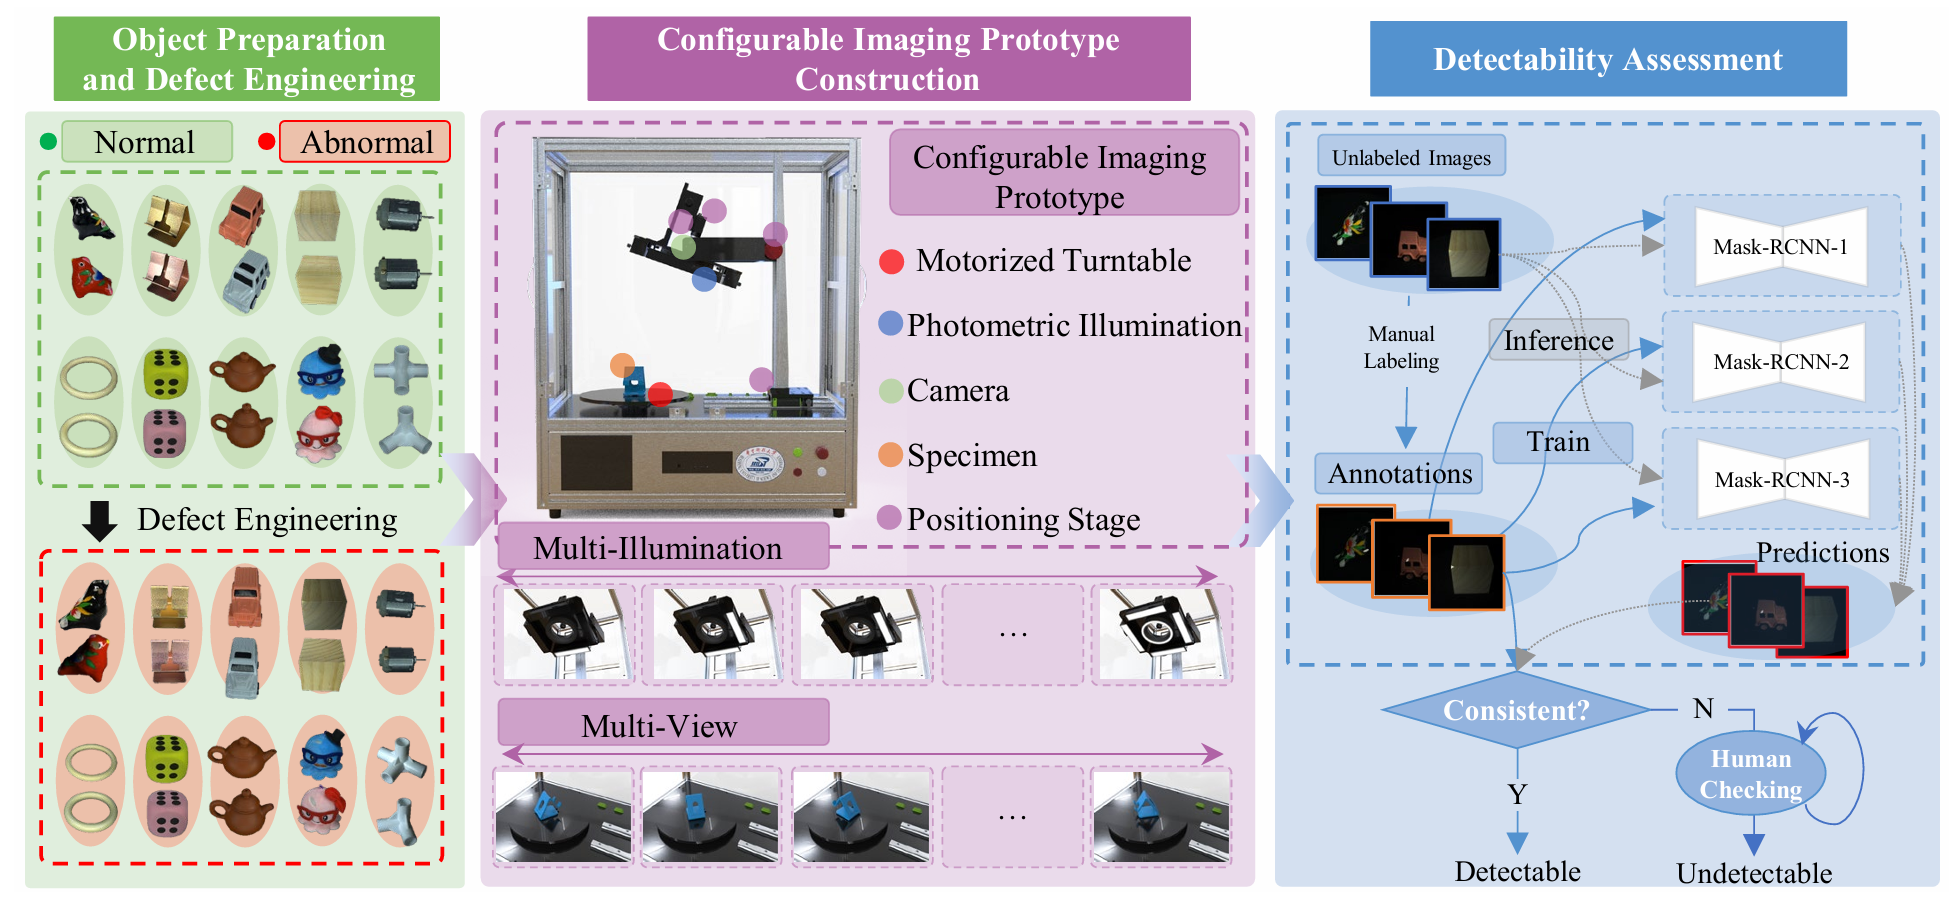 Object Preparation
and Defect Engineering
Normal
Abnormal
Defect Engineering
Configurable Imaging Prototype
Construction
Configurable Imaging
Prototype
Motorized Turntable
Photometric Illumination
Camera
Specimen
Positioning Stage
Multi-Illumination
...
Multi-View
...
Detectability Assessment
Unlabeled Images
Manual
Labeling
Annotations
Inference
Train
Mask-RCNN-1
Mask-RCNN-2
Mask-RCNN-3
Predictions
Consistent?
N
Human
Checking
Y
Detectable
Undetectable